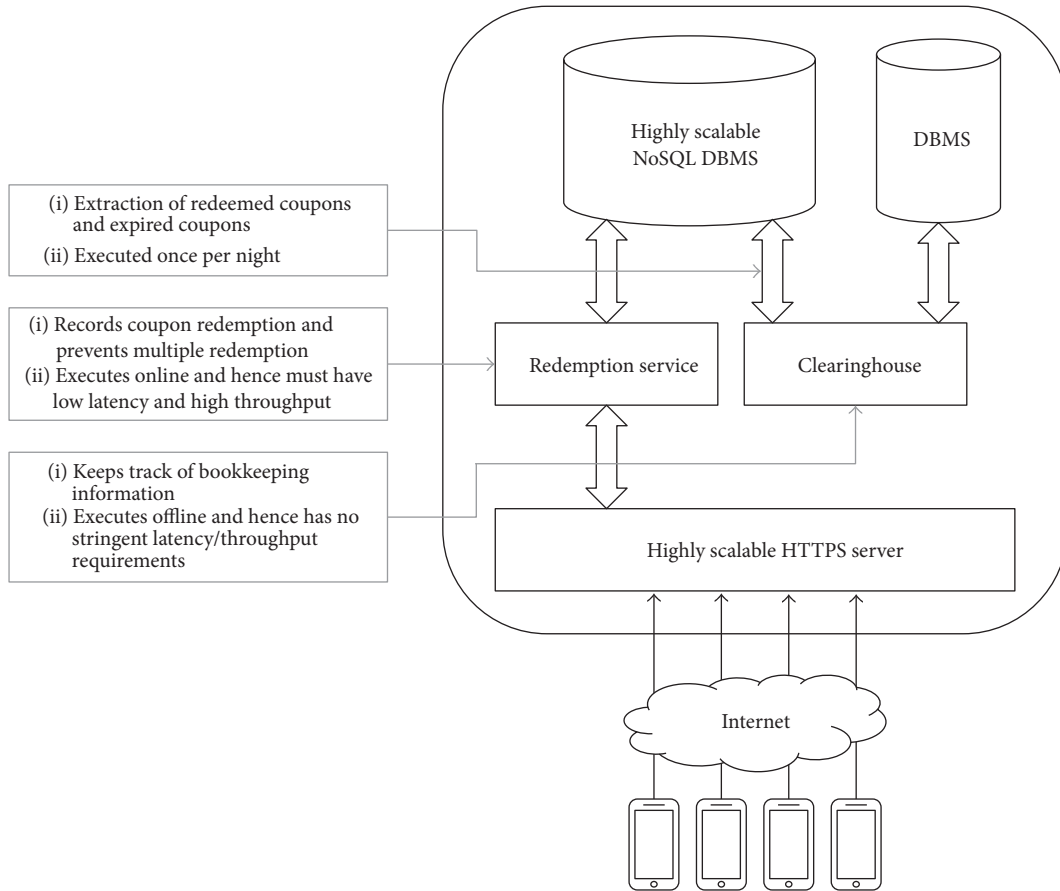 Highly scalable
NoSQL DBMS
DBMS
(i) Extraction of redeemed coupons
and expired coupons
(ii) Executed once per night
(i) Records coupon redemption and
prevents multiple redemption
(ii) Executes online and hence must have
low latency and high throughput
Redemption service
Clearinghouse
(i) Keeps track of bookkeeping
information
(ii) Executes offline and hence has no
stringent latency/throughput
requirements
Highly scalable HTTPS server
Internet